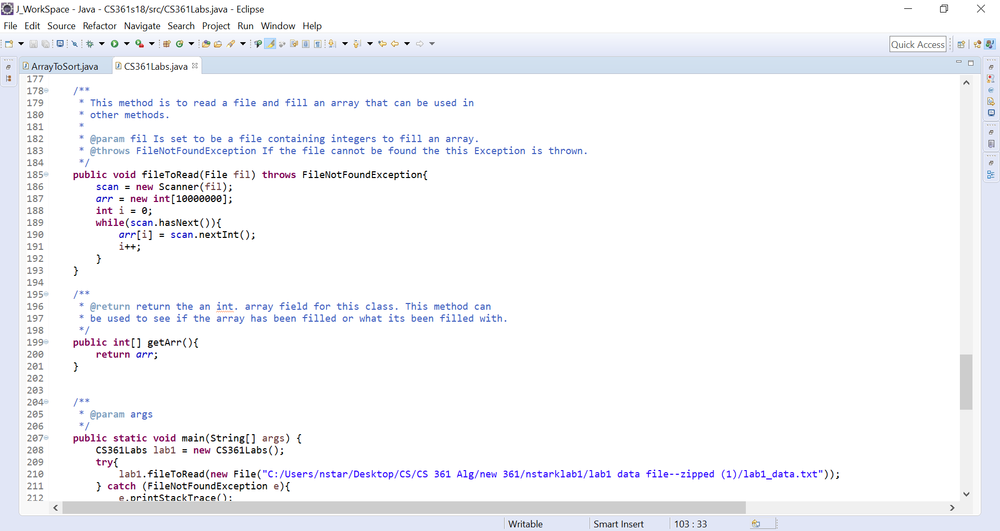 J_WorkSpace - Java - CS361s18/src/CS361Labs.java - Eclipse
File Edit Source Refactor Navigate Search Project Run Window Help
Quick Access
ArrayToSort.java CS361Labs.java
177
178 /**
179 * This method is to read a file and fill an array that can be used in
180 * other methods.
181 *
182 * @param fil Is set to be a file containing integers to fill an array.
183 * @throws FileNotFoundException If the file cannot be found the this Exception is thrown.
184 */
185 public void fileToRead(File fil) throws FileNotFoundException{
186 scan = new Scanner(fil);
187 arr = new int[10000000];
188 int i = 0;
189 while(scan.hasNext()){
190 arr[i] = scan.nextInt();
191 i++;
192 }
193 }
194
195 /**
196 * @return return the an int. array field for this class. This method can
197 * be used to see if the array has been filled or what its been filled with.
198 */
199 public int[] getArr(){
200 return arr;
201 }
202
203
204 /**
205 * @param args
206 */
207 public static void main(String[] args) {
208 CS361Labs lab1 = new CS361Labs();
209 try{
210 lab1.fileToRead(new File("C:/Users/nstar/Desktop/CS/CS 361 Alg/new 361/nstarklab1/lab1 data file--zipped (1)/lab1_data.txt"));
211 } catch (FileNotFoundException e){
212 e.printStackTrace();
Writable Smart Insert 103 : 33